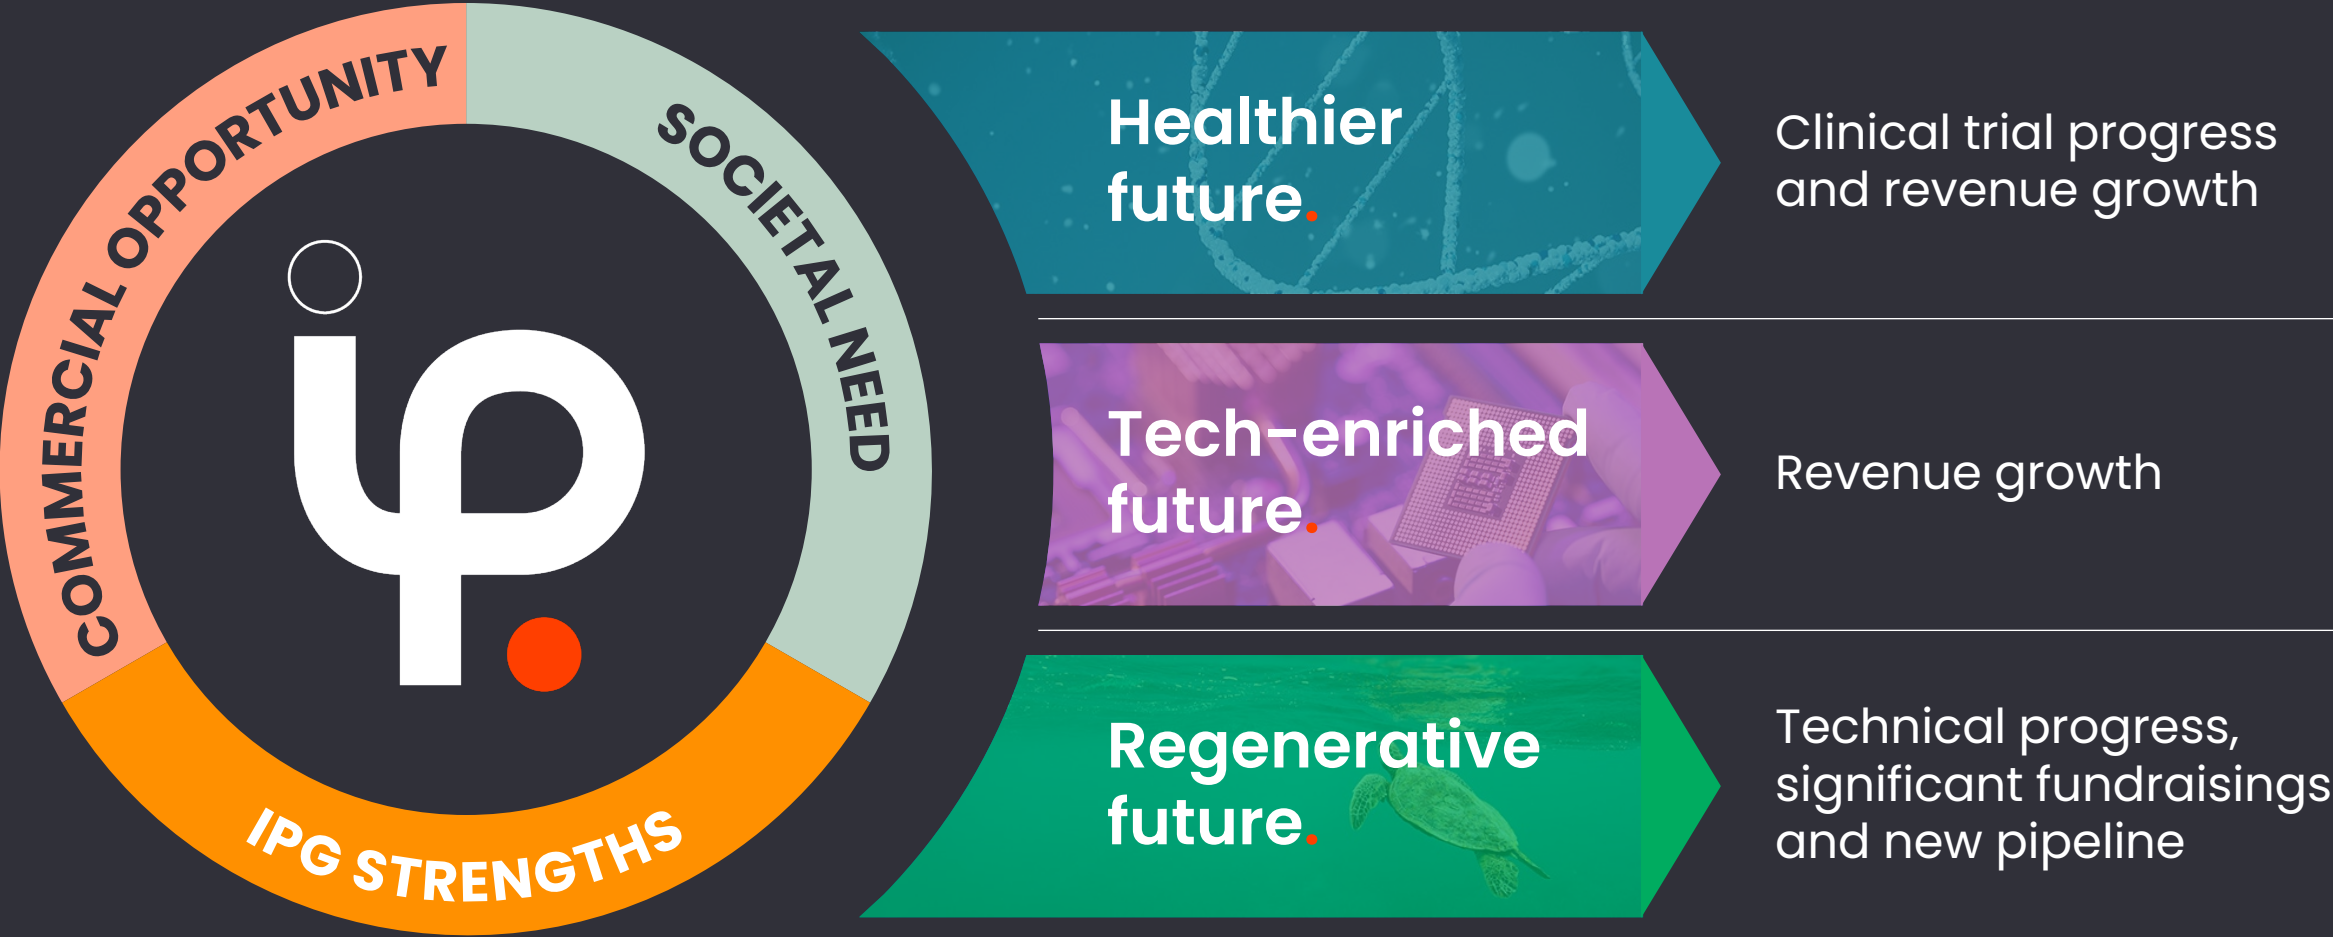 COMMERCIAL OPPORTUNITY
SOCIETAL NEED
IPG STRENGTHS
ip.
Healthier
future.
Clinical trial progress
and revenue growth
Tech-enriched
future.
Revenue growth
Regenerative
future.
Technical progress,
significant fundraisings
and new pipeline